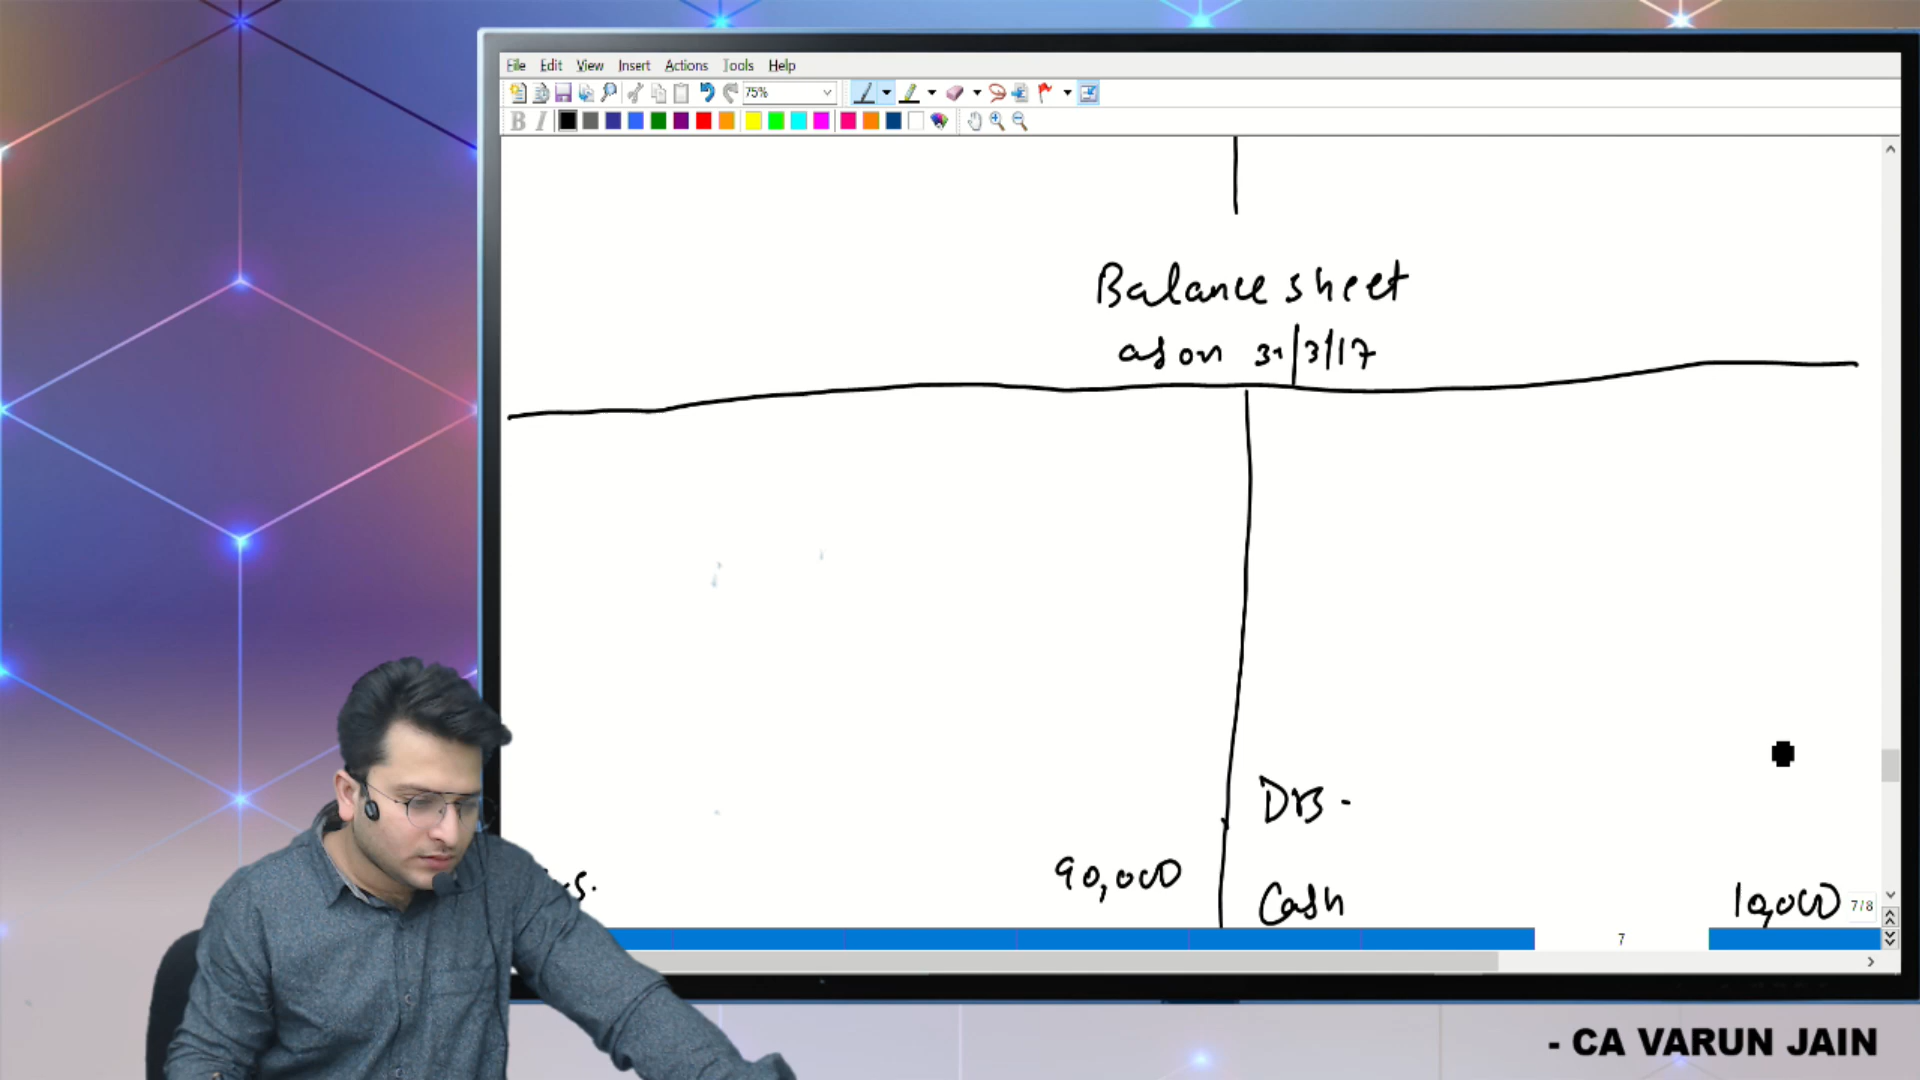 File Edit View Insert Actions Tools Help
75%
B I
Balance sheet
as on 31/3/17
DRS -
90,000
Cash 10,000
7/8
7
- CA VARUN JAIN